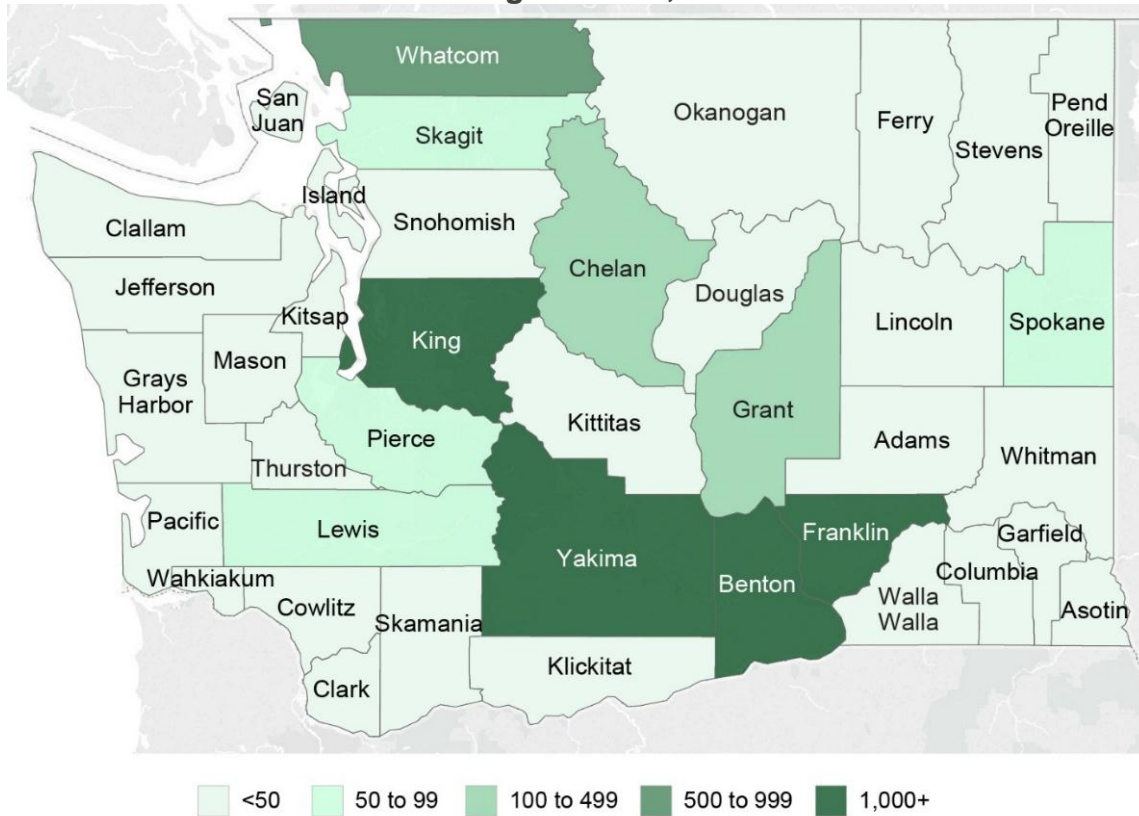 Whatcom
San
Juan
Skagit
Okanogan
Ferry
Stevens
Pend
Oreille
Island
Clallam
Snohomish
Jefferson
Chelan
Douglas
Kitsap
King
Lincoln
Spokane
Mason
Grays
Harbor
Kittitas
Grant
Pierce
Adams
Whitman
Thurston
Pacific
Lewis
Franklin
Garfield
Yakima
Benton
Columbia
Wahkiakum
Cowlitz
Skamania
Walla
Walla
Asotin
Klickitat
Clark
<50
50 to 99
100 to 499
500 to 999
1,000+